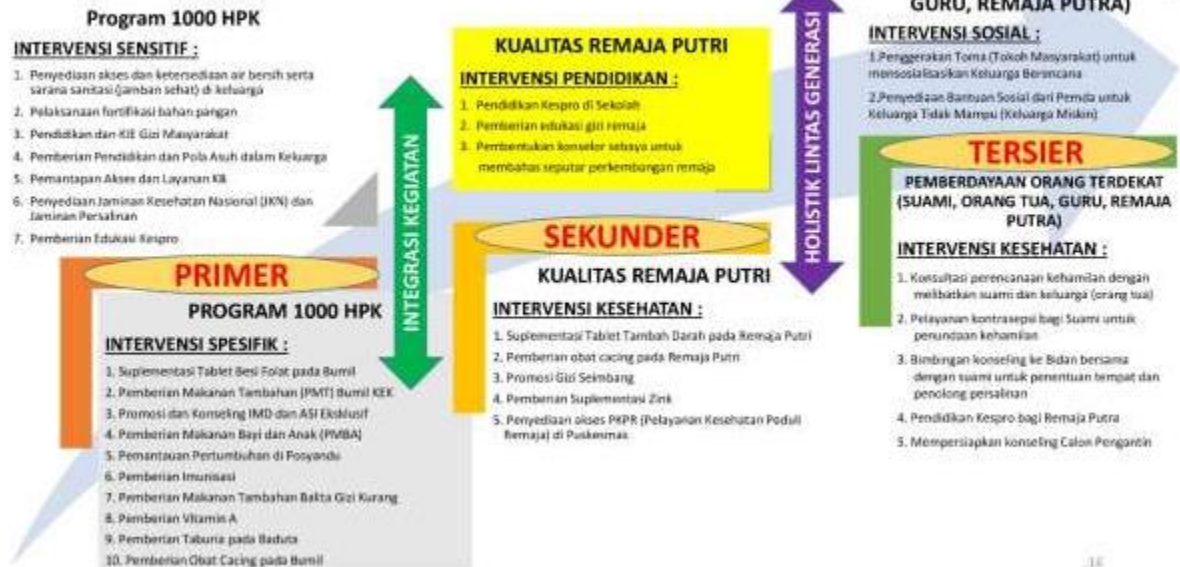 Program 1000 HPK
INTERVENSI SENSITIF :
1. Penyediaan akses dan ketersediaan air bersih serta
sarana sanitasi (jamban sehat) di keluarga
2. Pelaksanaan fortifikasi bahan pangan
3. Pendidikan dan KIE Gizi Masyarakat
4. Pemberian Pendidikan dan Pola Asuh dalam Keluarga
5. Pemantapan Akses dan Layanan KB
6. Penyediaan Jaminan Kesehatan Nasional (JKN) dan
Jaminan Persalinan
7. Pemberian Edukasi Kespro
PRIMER
PROGRAM 1000 HPK
INTERVENSI SPESIFIK :
1. Suplementasi Tablet Besi Folat pada Bumil
2. Pemberian Makanan Tambahan (PMT) Bumil KEK
3. Promosi dan Konseling IMD dan ASI Eksklusif
4. Pemberian Makanan Bayi dan Anak (PMBA)
5. Pemantauan Pertumbuhan di Posyandu
6. Pemberian Imunisasi
7. Pemberian Makanan Tambahan Balita Gizi Kurang
8. Pemberian Vitamin A
9. Pemberian Taburia pada Baduta
10. Pemberian Obat Cacing pada Bumil
INTEGRASI KEGIATAN
KUALITAS REMAJA PUTRI
INTERVENSI PENDIDIKAN :
1. Pendidikan Kespro di Sekolah
2. Pemberian edukasi gizi remaja
3. Pembentukan konselor sebaya untuk
membahas seputar perkembangan remaja
SEKUNDER
KUALITAS REMAJA PUTRI
INTERVENSI KESEHATAN :
1. Suplementasi Tablet Tambah Darah pada Remaja Putri
2. Pemberian obat cacing pada Remaja Putri
3. Promosi Gizi Seimbang
4. Pemberian Suplementasi Zink
5. Penyediaan akses PKPR (Pelayanan Kesehatan Peduli
Remaja) di Puskesmas
HOLISTIK LINTAS GENERASI
GURU, REMAJA PUTRA)
INTERVENSI SOSIAL :
1.Penggerakan Toma (Tokoh Masyarakat) untuk
mensosialisasikan Keluarga Berencana
2.Penyediaan Bantuan Sosial dari Pemda untuk
Keluarga Tidak Mampu (Keluarga Miskin)
TERSIER
PEMBERDAYAAN ORANG TERDEKAT
(SUAMI, ORANG TUA, GURU, REMAJA
PUTRA)
INTERVENSI KESEHATAN :
1. Konsultasi perencanaan kehamilan dengan
melibatkan suami dan keluarga (orang tua)
2. Pelayanan kontrasepsi bagi Suami untuk
penundaan kehamilan
3. Bimbingan konseling ke Bidan bersama
dengan suami untuk penentuan tempat dan
penolong persalinan
4. Pendidikan Kespro bagi Remaja Putra
5. Mempersiapkan konseling Calon Pengantin
16